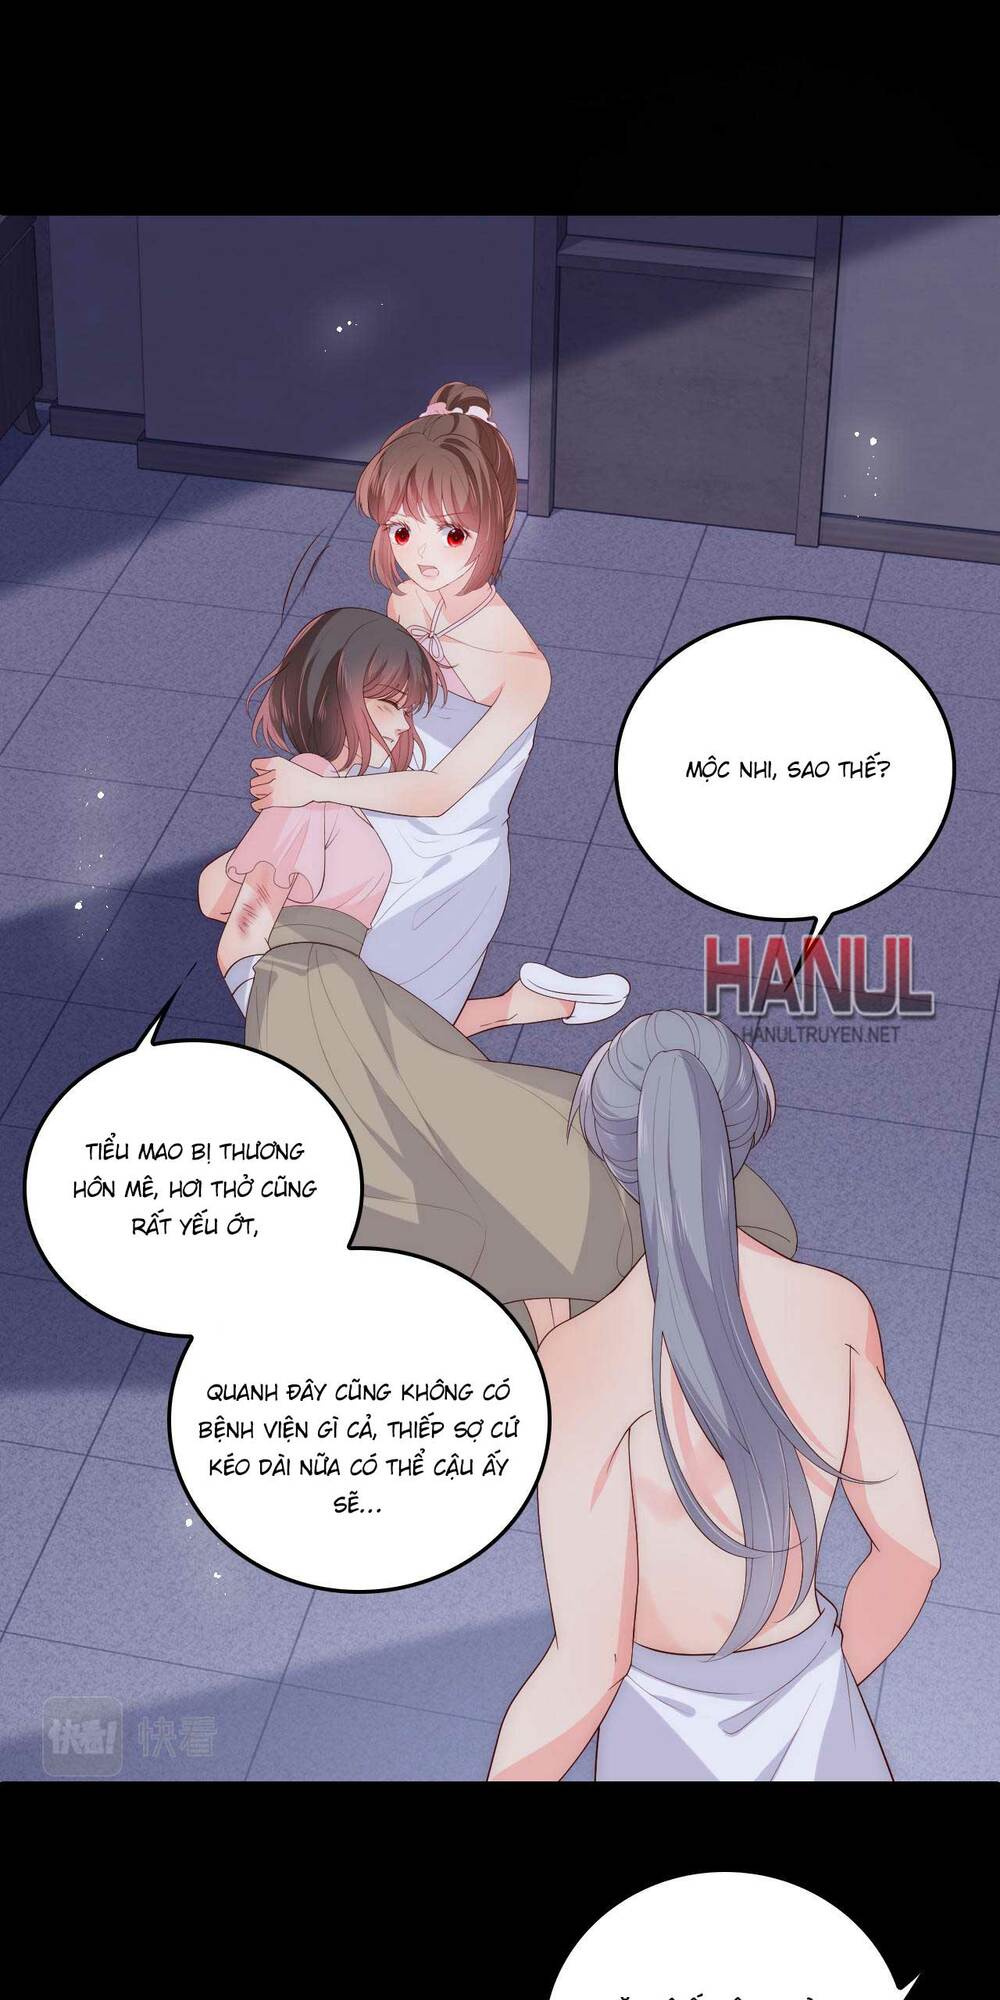 MỘC NHI, SAO THẾ?
HANUL
HANULTRUYEN.NET
TIỂU MAO BỊ THƯƠNG
HÔN MÊ, HƠI THỞ CŨNG
RẤT YẾU ỚT,
QUANH ĐÂY CŨNG KHÔNG CÓ
BỆNH VIỆN GÌ CẢ, THIẾP SỢ CỨ
KÉO DÀI NỮA CÓ THỂ CẬU ẤY
SẼ...
快看! 快看